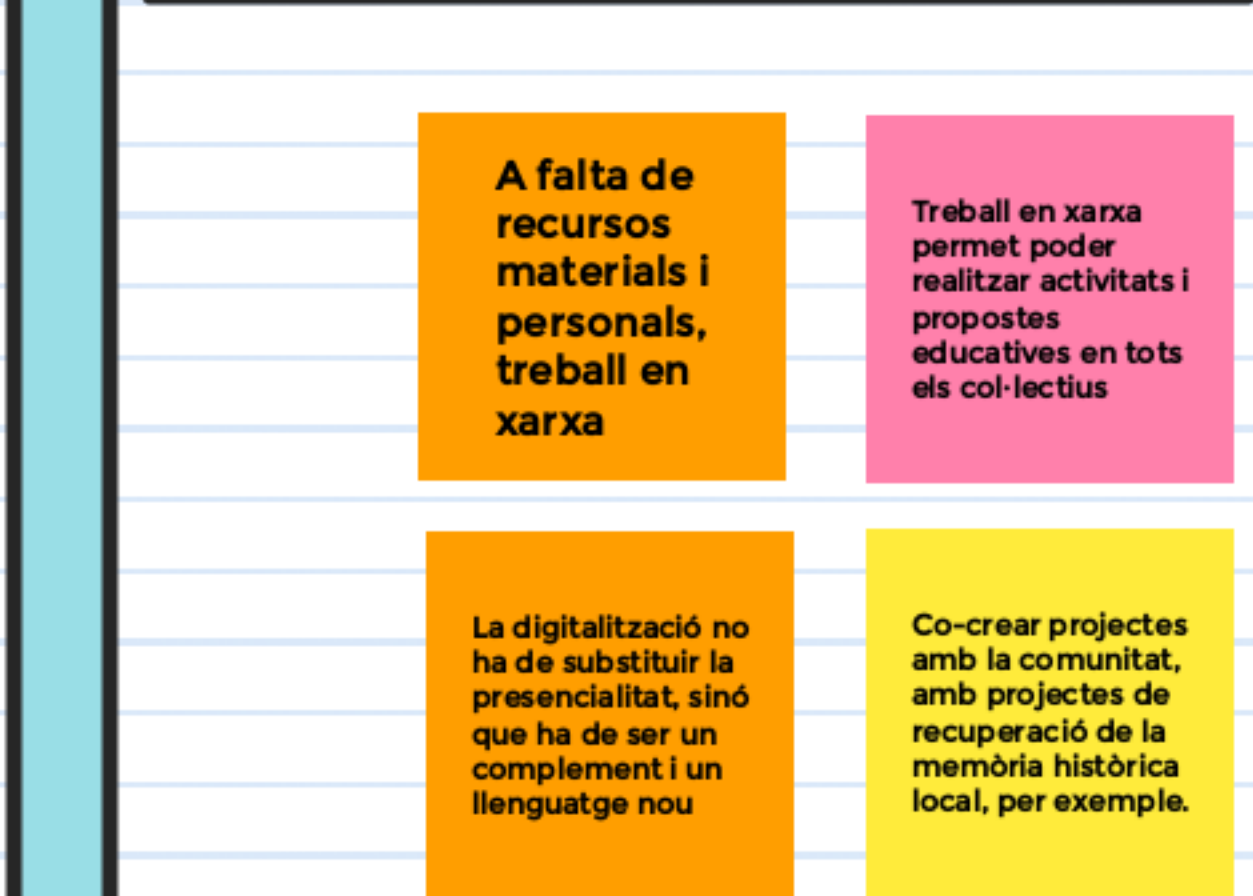 A falta de
recursos
materials i
personals,
treball en
xarxa
Treball en xarxa
permet poder
realitzar activitats i
propostes
educatives en tots
els col·lectius
La digitalització no
ha de substituir la
presencialitat, sinó
que ha de ser un
complement i un
llenguatge nou
Co-crear projectes
amb la comunitat,
amb projectes de
recuperació de la
memòria històrica
local, per exemple.